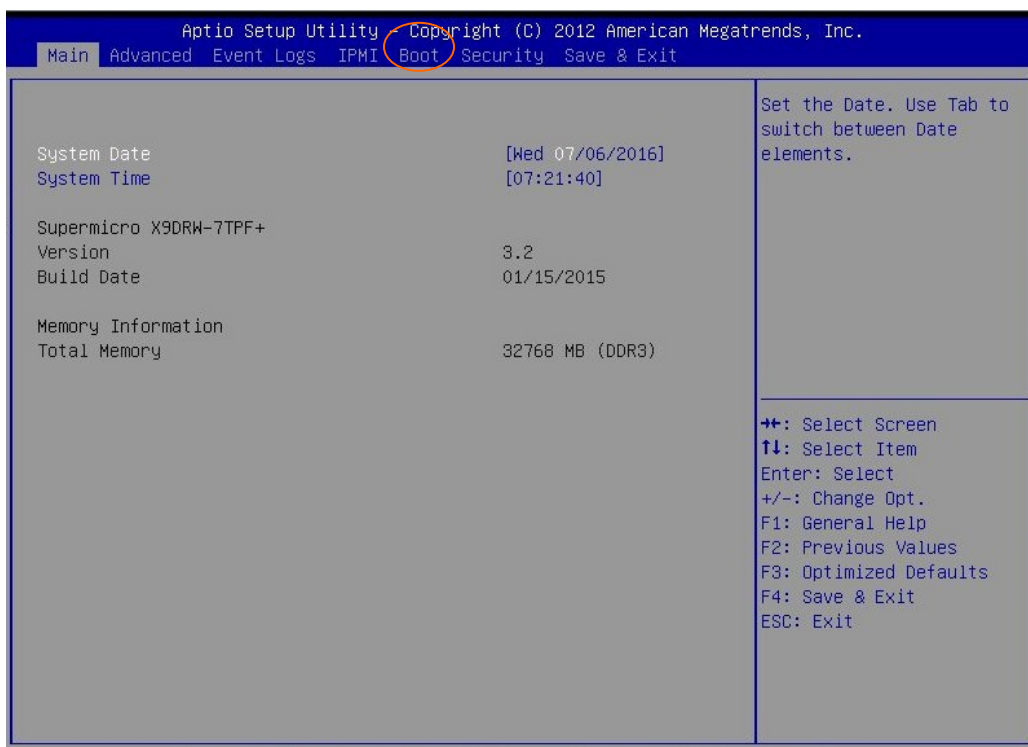 Aptio Setup Utility - Copyright (C) 2012 American Megatrends, Inc.
Main Advanced Event Logs IPMI Boot Security Save & Exit
System Date [Wed 07/06/2016]
System Time [07:21:40]
Supermicro X9DRW-7TPF+
Version 3.2
Build Date 01/15/2015
Memory Information
Total Memory 32768 MB (DDR3)
Set the Date. Use Tab to
switch between Date
elements.
→←: Select Screen
↑↓: Select Item
Enter: Select
+/-: Change Opt.
F1: General Help
F2: Previous Values
F3: Optimized Defaults
F4: Save & Exit
ESC: Exit